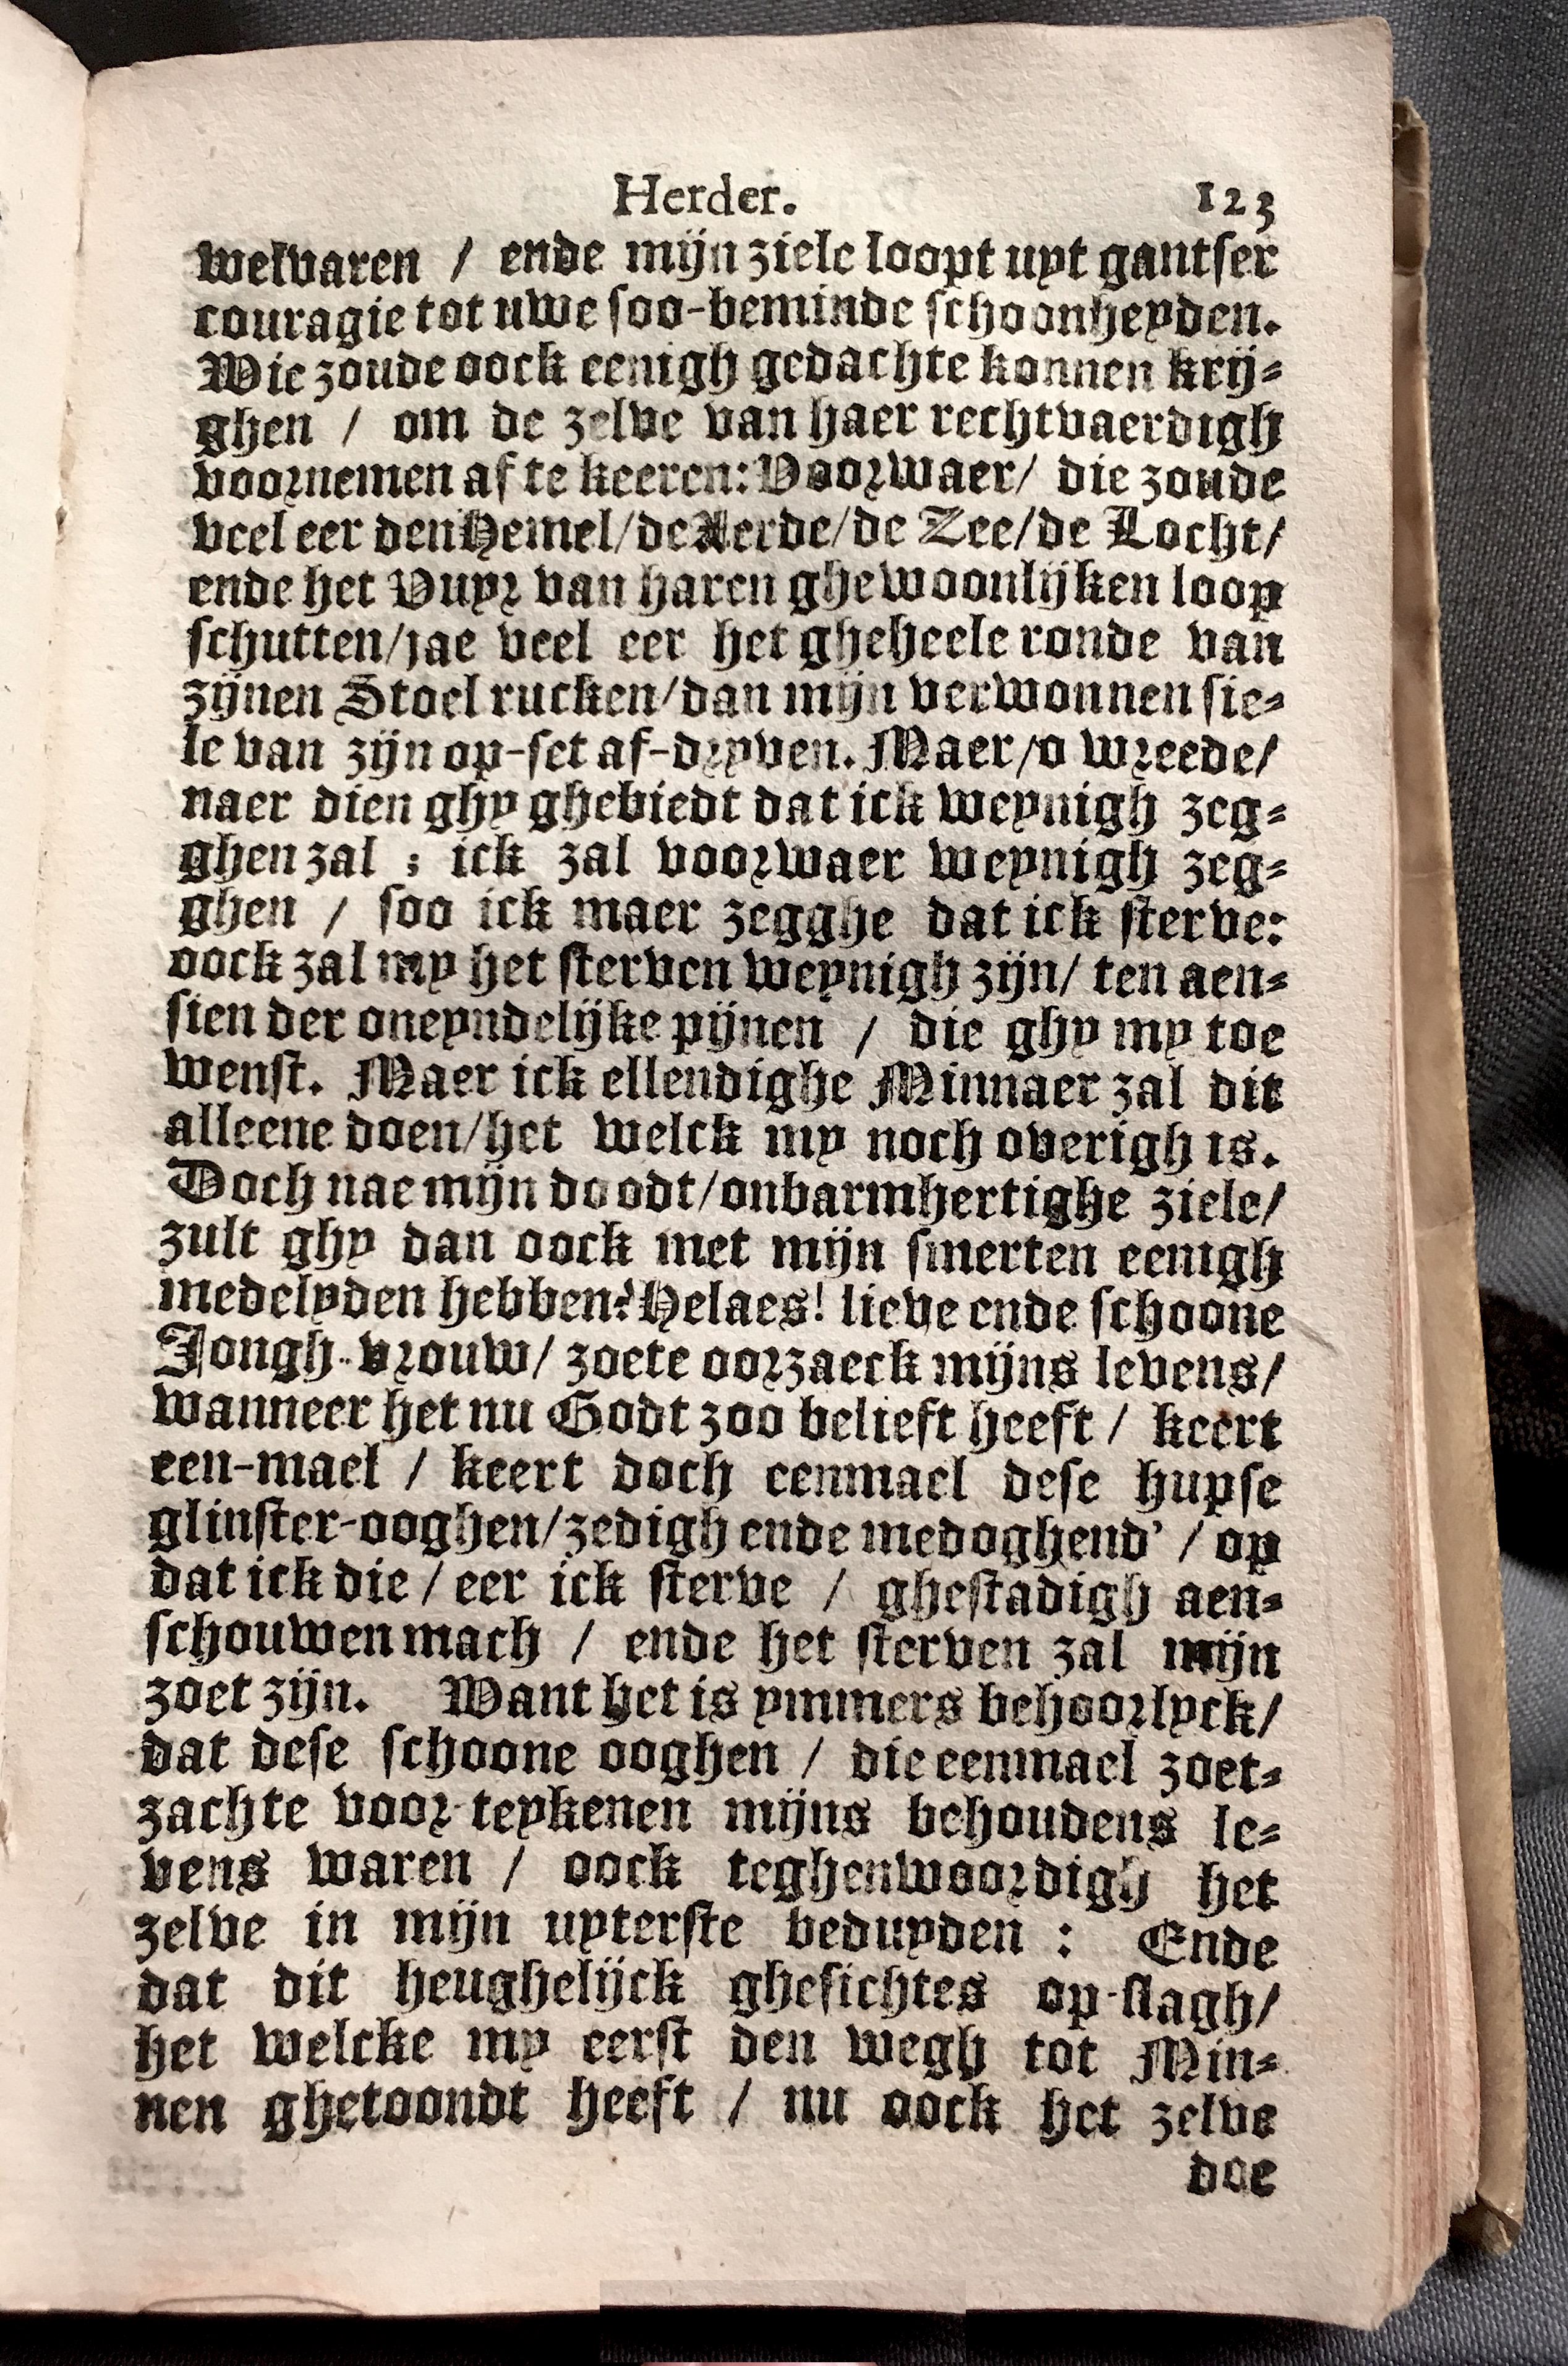 Herder. 123
welvaren / ende mijn ziele loopt uyt gantser
couragie tot uwe soo-beminde schoonheyden.
Wie zoude oock eenigh gedachte konnen krij-
ghen / om de zelve van haer rechtvaerdigh
voornemen af te keeren: Voorwaer/ die zoude
veel eer den Hemel/de Aerde/de Zee/de Locht/
ende het Vuyr van haren ghewoonlijken loop
schutten/jae veel eer het gheheele ronde van
zijnen Stoel rucken/dan mijn verwonnen sie-
le van zijn op-set af-dryven. Maer/o wreede/
naer dien ghy ghebiedt dat ick weynigh zeg-
ghen zal ; ick zal voorwaer weynigh zeg-
ghen / soo ick maer zegghe dat ick sterve:
oock zal my het sterven weynigh zijn/ ten aen-
sien der oneyndelijke pijnen / die ghy my toe
wenst. Maer ick ellendighe Minnaer zal dit
alleene doen/het welck my noch overigh is.
Doch nae mijn doodt/onbarmhertighe ziele/
zult ghy dan oock met mijn smerten eenigh
medelyden hebben? Helaes! lieve ende schoone
Jongh-vrouw/ zoete oorzaeck mijns levens/
wanneer het nu Godt zoo belieft heeft / keert
een-mael / keert doch eenmael dese hupse
glinster-ooghen/zedigh ende medoghend' / op
dat ick die / eer ick sterve / ghestadigh aen-
schouwen mach / ende het sterven zal mijn
zoet zijn. Want het is ymmers behoorlyck/
dat dese schoone ooghen / die eenmael zoet-
zachte voor-teykenen mijns behoudens le-
vens waren / oock teghenwoordigh het
zelve in mijn uyterste beduyden : Ende
dat dit heughelijck ghesichtes op-slagh/
het welcke my eerst den wegh tot Min-
nen ghetoondt heeft / nu oock het zelve
doe